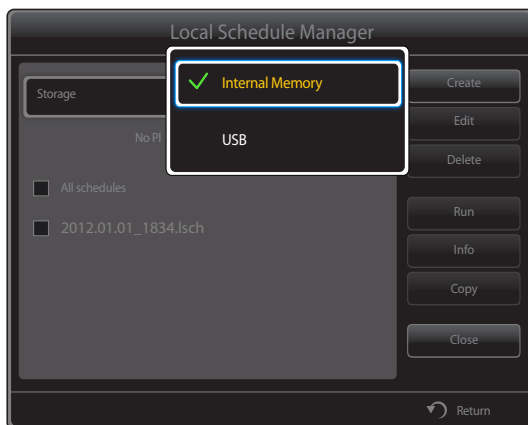 Local Schedule Manager
Storage
Internal Memory
USB
No Pl
All schedules
2012.01.01_1834.lsch
Create
Edit
Delete
Run
Info
Copy
Close
Return